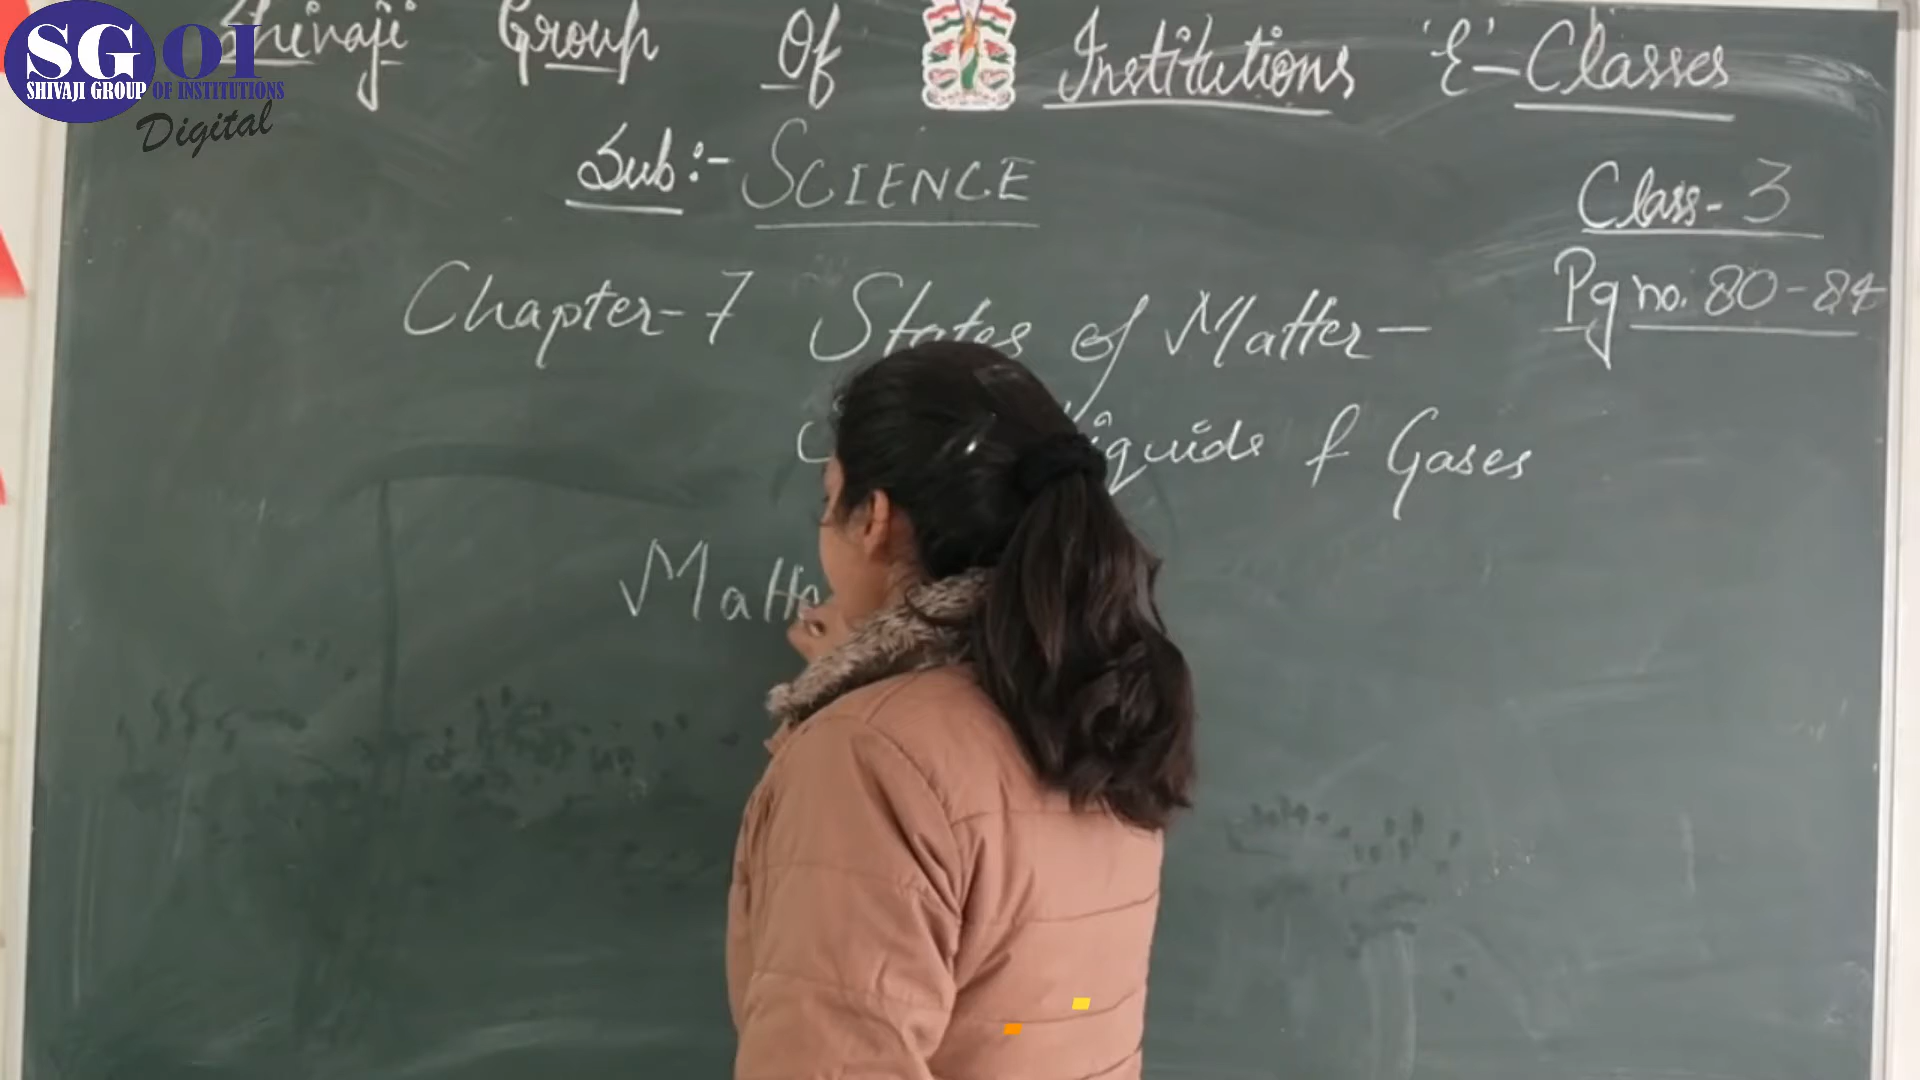 SGOI
SHIVAJI GROUP OF INSTITUTIONS
Digital
Shivaji Group Of Institutions 'E'-Classes
Sub:- SCIENCE
Class- 3
Pg no. 80-84
Chapter-7 States of Matter-
f Gases